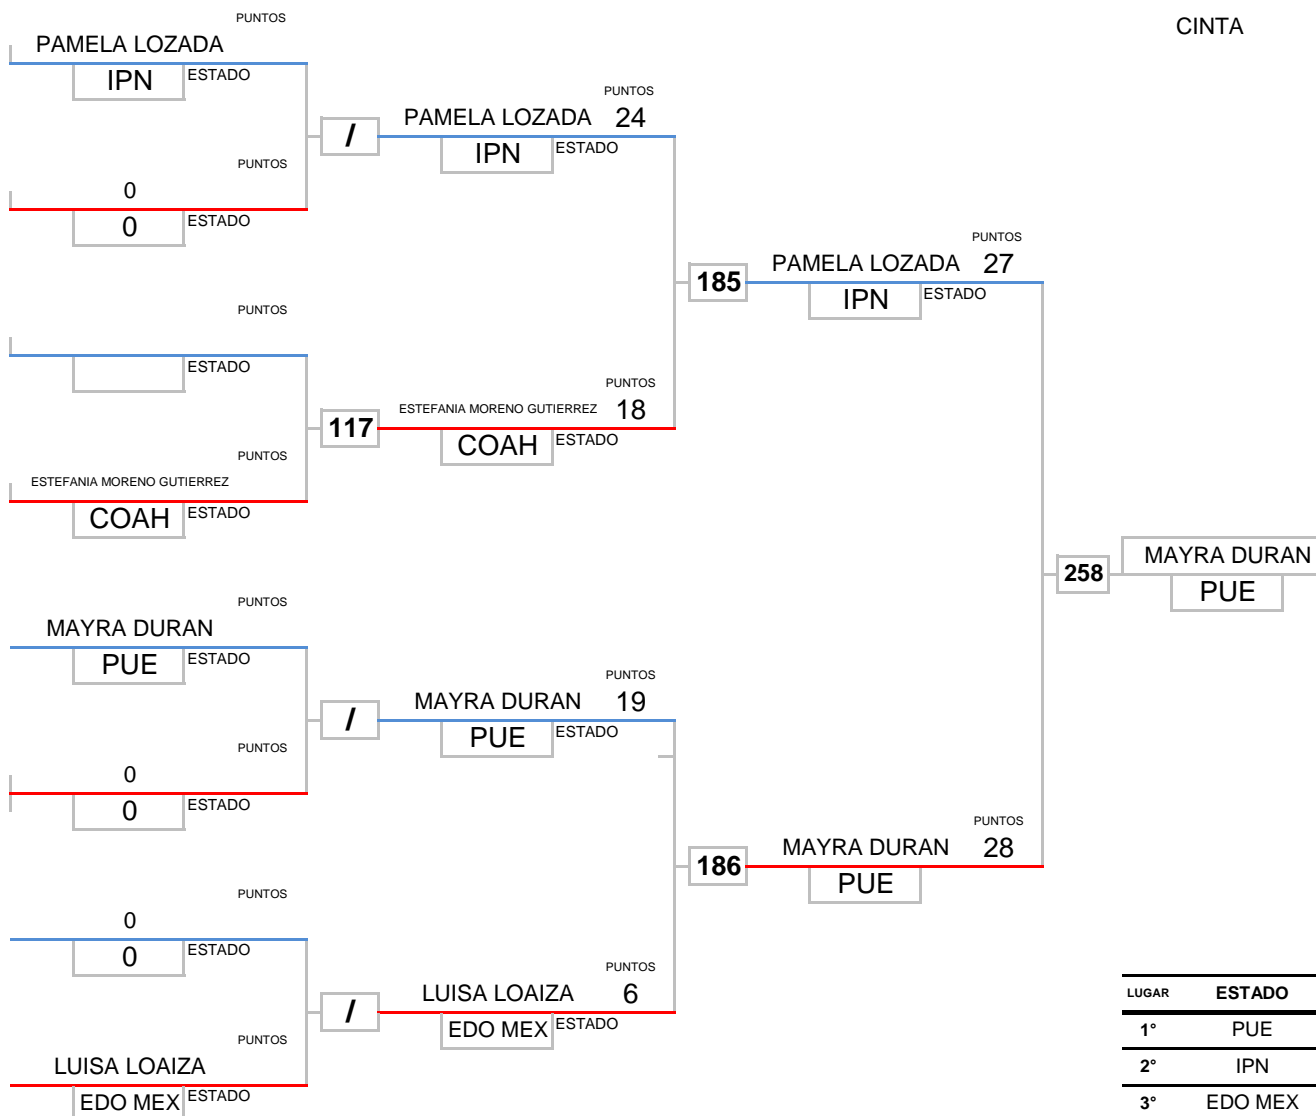 PUNTOS
CINTA
PAMELA LOZADA
IPN ESTADO
PUNTOS
PAMELA LOZADA 24
/
IPN ESTADO
PUNTOS
0
0 ESTADO
PUNTOS
PAMELA LOZADA 27
185
IPN ESTADO
PUNTOS
ESTADO
PUNTOS
ESTEFANIA MORENO GUTIERREZ 18
117
COAH ESTADO
PUNTOS
ESTEFANIA MORENO GUTIERREZ
COAH ESTADO
MAYRA DURAN
258
PUE
PUNTOS
MAYRA DURAN
PUE ESTADO
PUNTOS
MAYRA DURAN 19
/
PUE ESTADO
PUNTOS
0
0 ESTADO
PUNTOS
MAYRA DURAN 28
186
PUE
PUNTOS
0
0 ESTADO
PUNTOS
LUISA LOAIZA 6
/
EDO MEX ESTADO
PUNTOS
LUISA LOAIZA
EDO MEX ESTADO
LUGAR ESTADO
1° PUE
2° IPN
3° EDO MEX